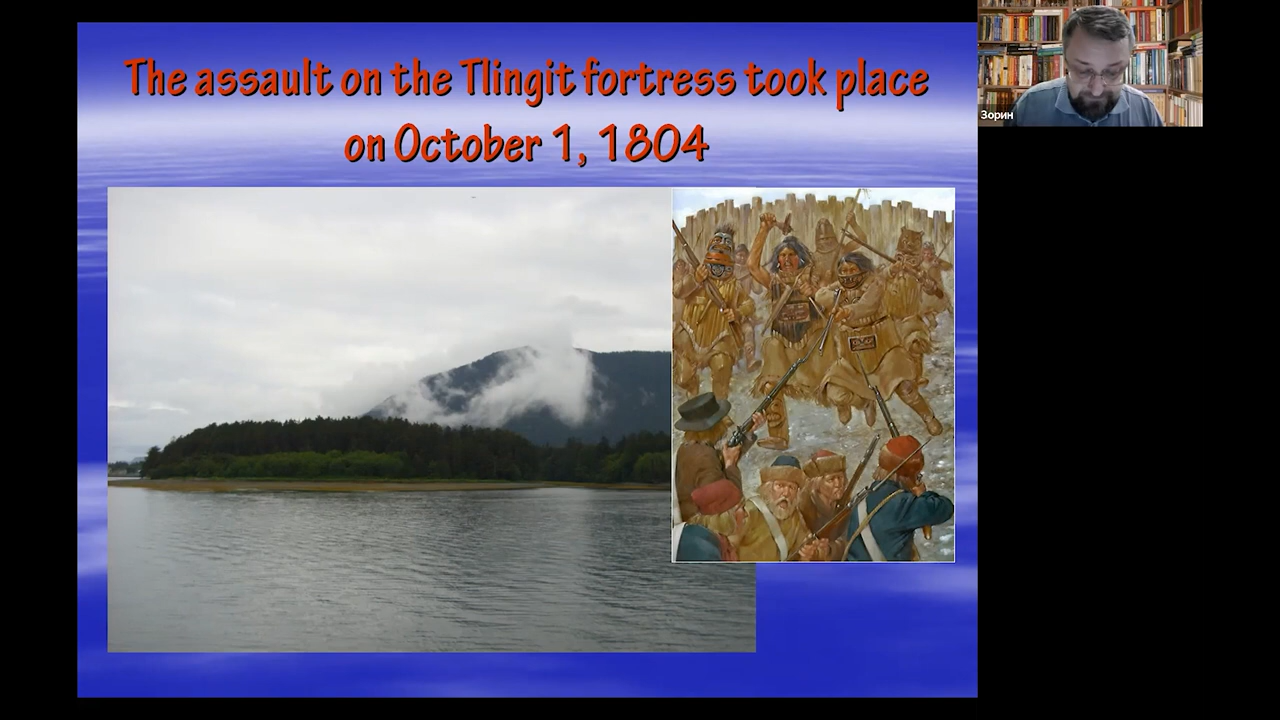 The assault on the Tlingit fortress took place
on October 1, 1804
Зорин